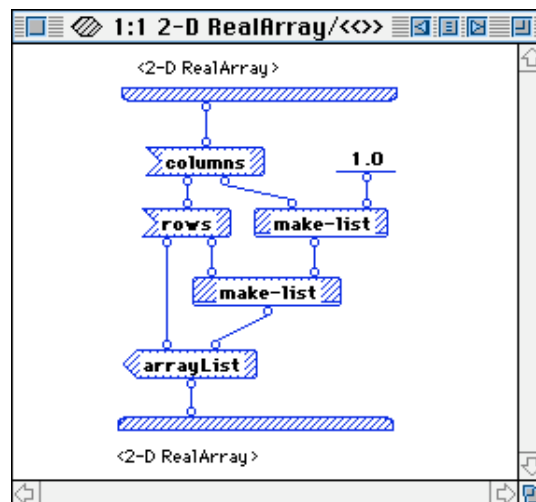 1:1 2-D RealArray/<<>>
<2-D RealArray>
columns
1.0
rows
make-list
make-list
arrayList
<2-D RealArray>